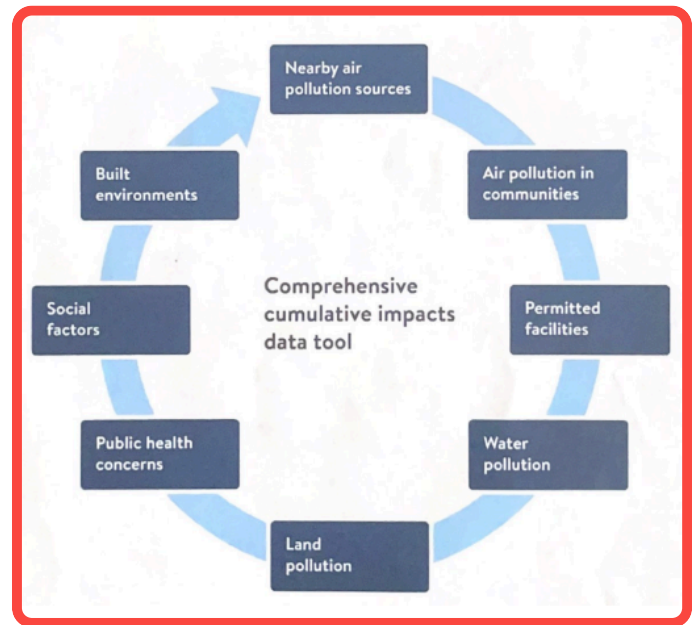 Nearby air
pollution sources
Air pollution in
communities
Permitted
facilities
Water
pollution
Land
pollution
Public health
concerns
Social
factors
Built
environments
Comprehensive
cumulative impacts
data tool